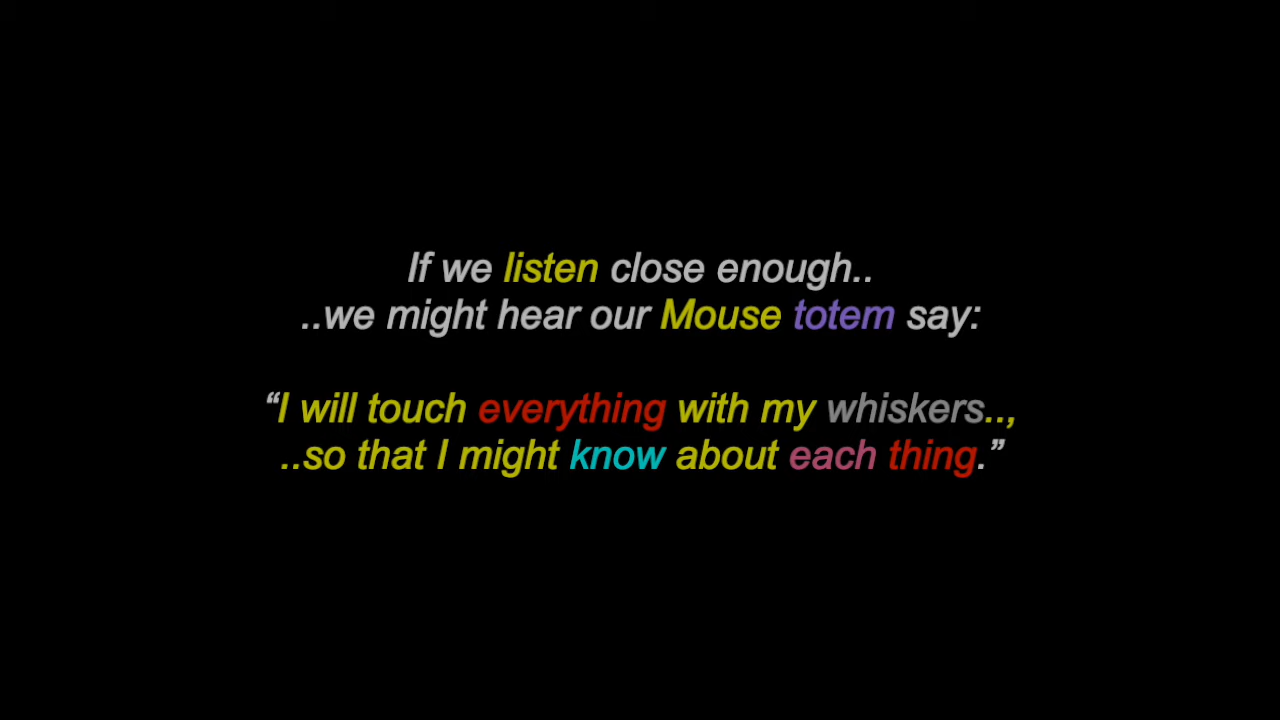 If we listen close enough..
..we might hear our Mouse totem say:
“I will touch everything with my whiskers..,
..so that I might know about each thing.”